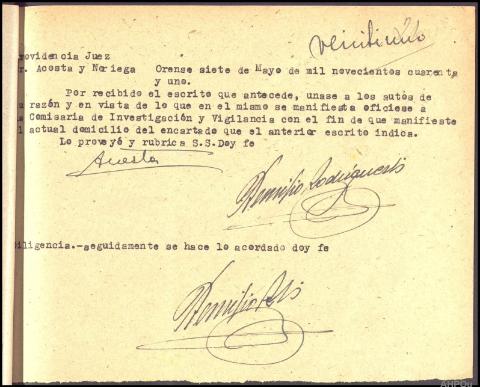 veintiuno
rovidencia Juez
r. Acosta y Noriega Orense siete de Mayo de mil novecientos cuarenta
y uno.
Por recibido el escrito que antecede, unase a los autos de
u razón y en vista de lo que en el mismo se manifiesta oficiese a
a Comisaria de Investigación y Vigilancia con el fin de que manifieste
l actual domicilio del encartado que el anterior escrito indica.
Lo proveyó y rubrica S.S.Doy fe
Acosta
Remigio
iligencia.-seguidamente se hace lo acordado doy fe
Remigio
AHPOu